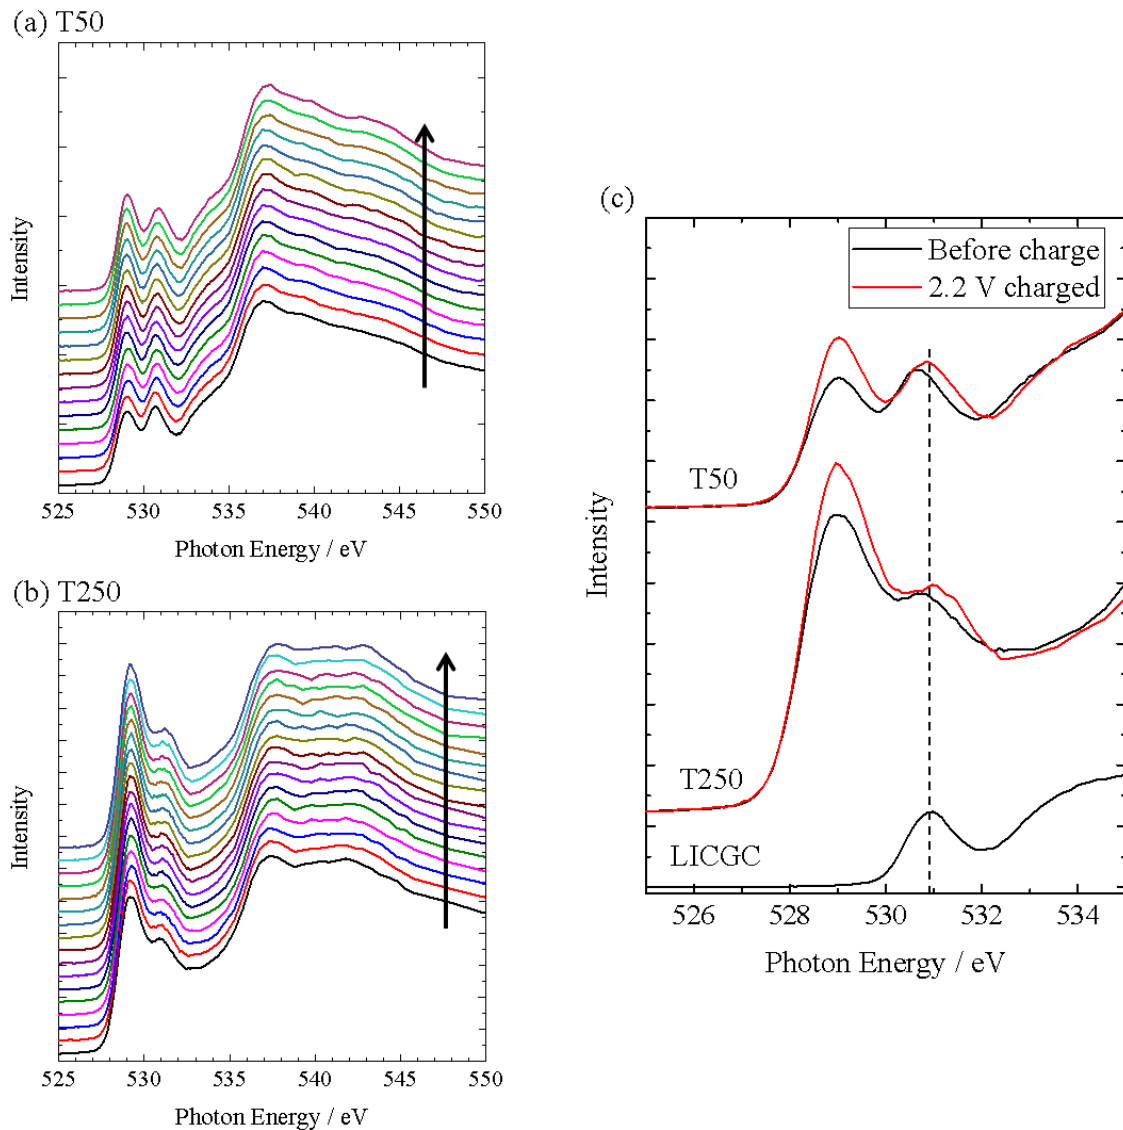 (a) T50
Intensity
525 530 535 540 545 550
Photon Energy / eV
(b) T250
Intensity
525 530 535 540 545 550
Photon Energy / eV
(c)
Before charge
2.2 V charged
T50
T250
LICGC
Intensity
526 528 530 532 534
Photon Energy / eV